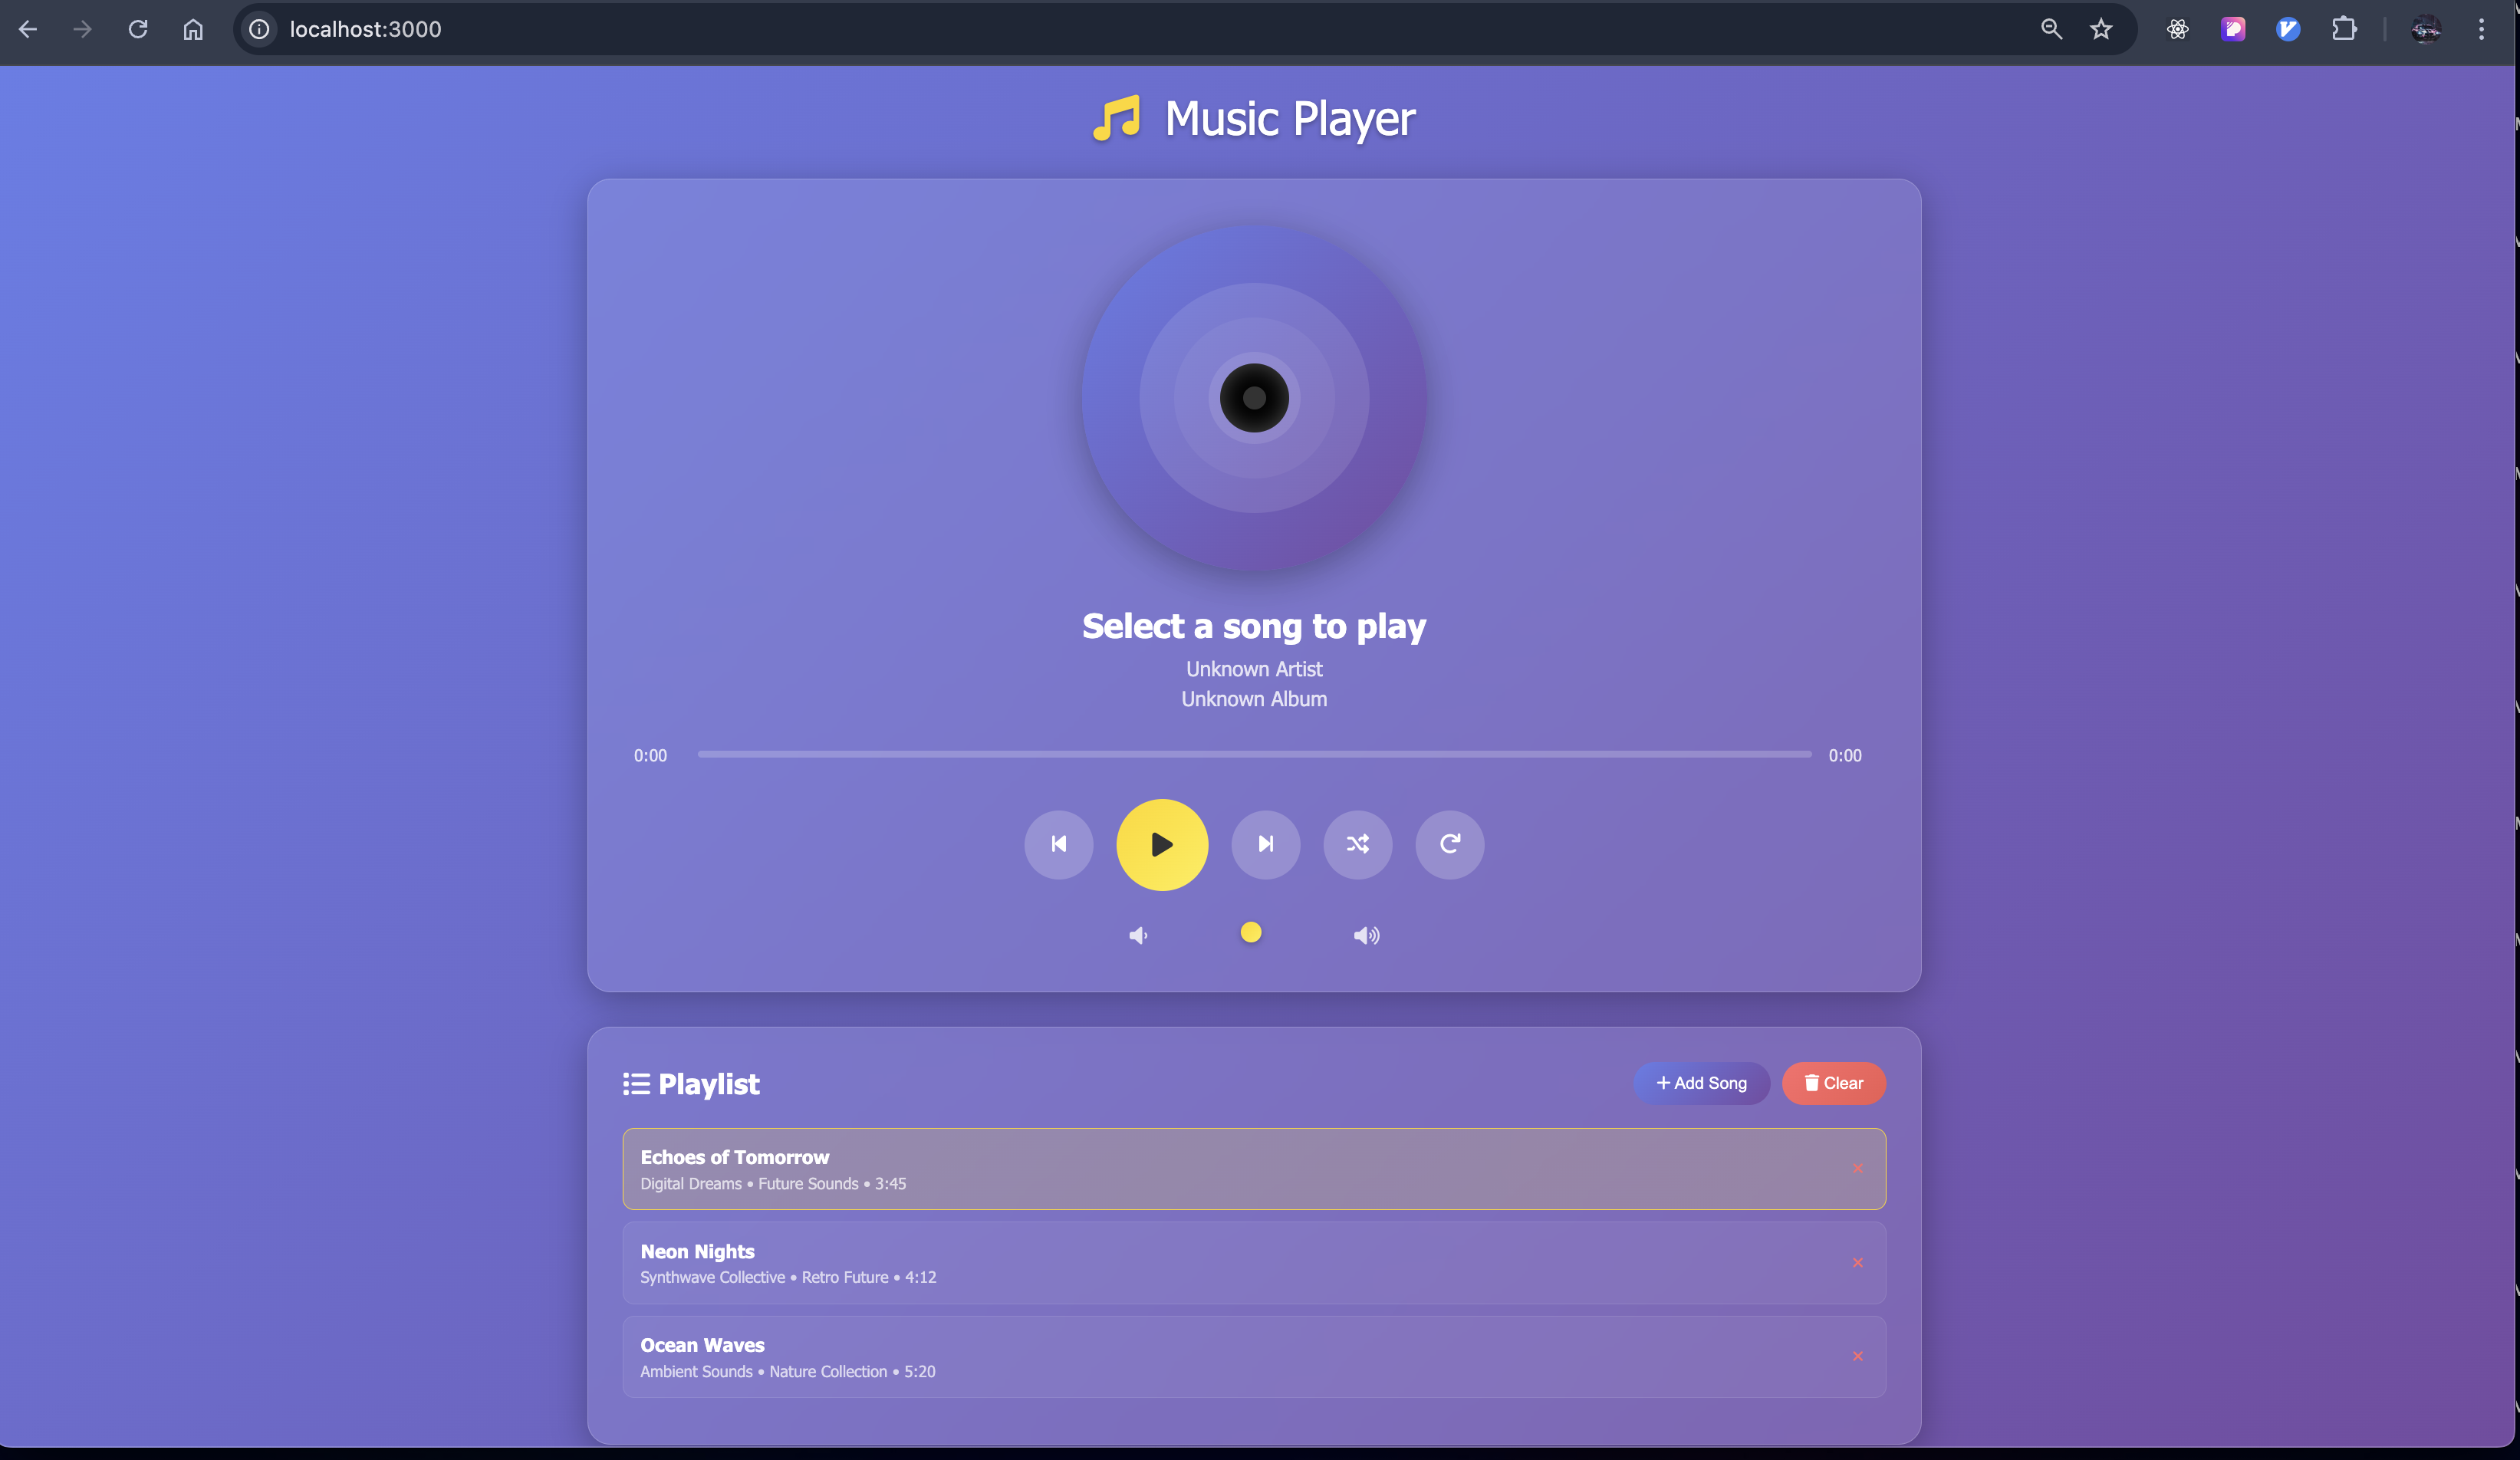 localhost:3000
Music Player
Select a song to play
Unknown Artist
Unknown Album
0:00
0:00
Playlist
Add Song
Clear
Echoes of Tomorrow
Digital Dreams • Future Sounds • 3:45
Neon Nights
Synthwave Collective • Retro Future • 4:12
Ocean Waves
Ambient Sounds • Nature Collection • 5:20